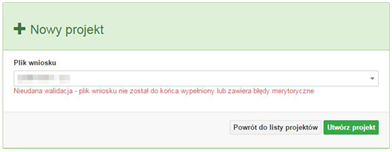 Nowy projekt
Plik wniosku
Nieudana walidacja - plik wniosku nie został do końca wypełniony lub zawiera błędy merytoryczne
Powrót do listy projektów
Utwórz projekt